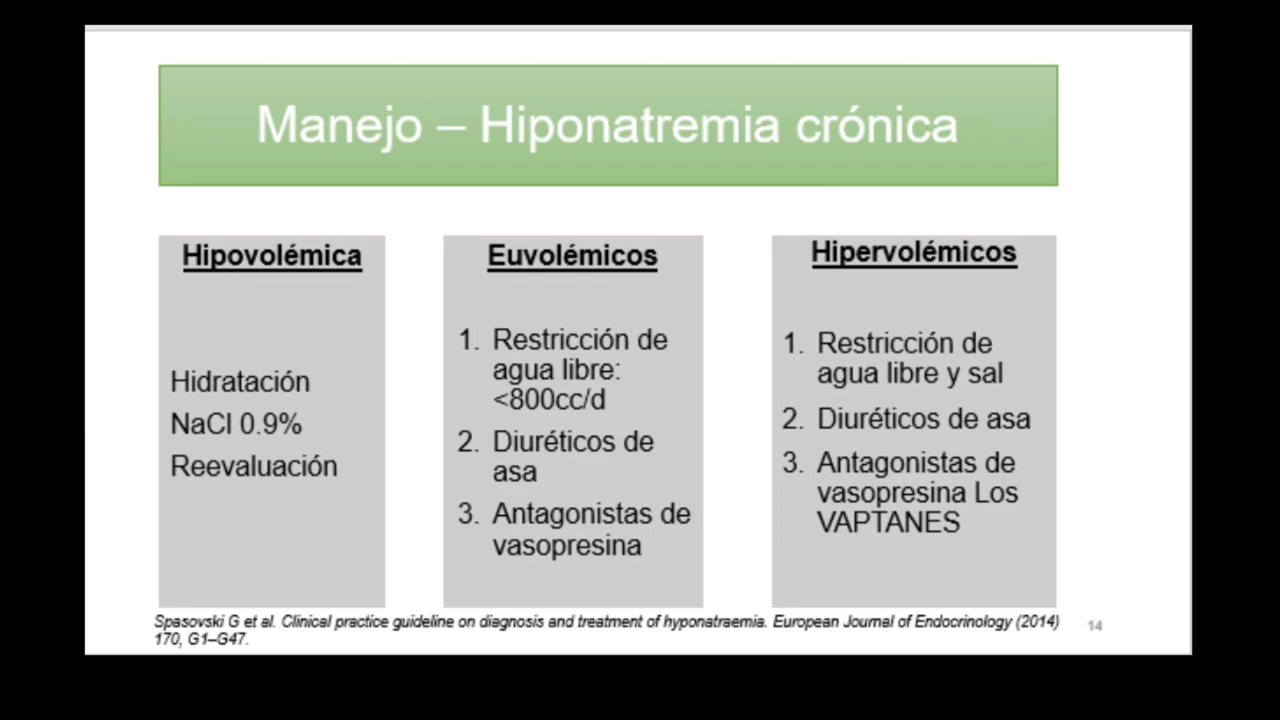 Manejo – Hiponatremia crónica
Hipovolémica
Hidratación
NaCl 0.9%
Reevaluación
Euvolémicos
1. Restricción de
agua libre:
<800cc/d
2. Diuréticos de
asa
3. Antagonistas de
vasopresina
Hipervolémicos
1. Restricción de
agua libre y sal
2. Diuréticos de asa
3. Antagonistas de
vasopresina Los
VAPTANES
Spasovski G et al. Clinical practice guideline on diagnosis and treatment of hyponatraemia. European Journal of Endocrinology (2014)
170, G1–G47.
14